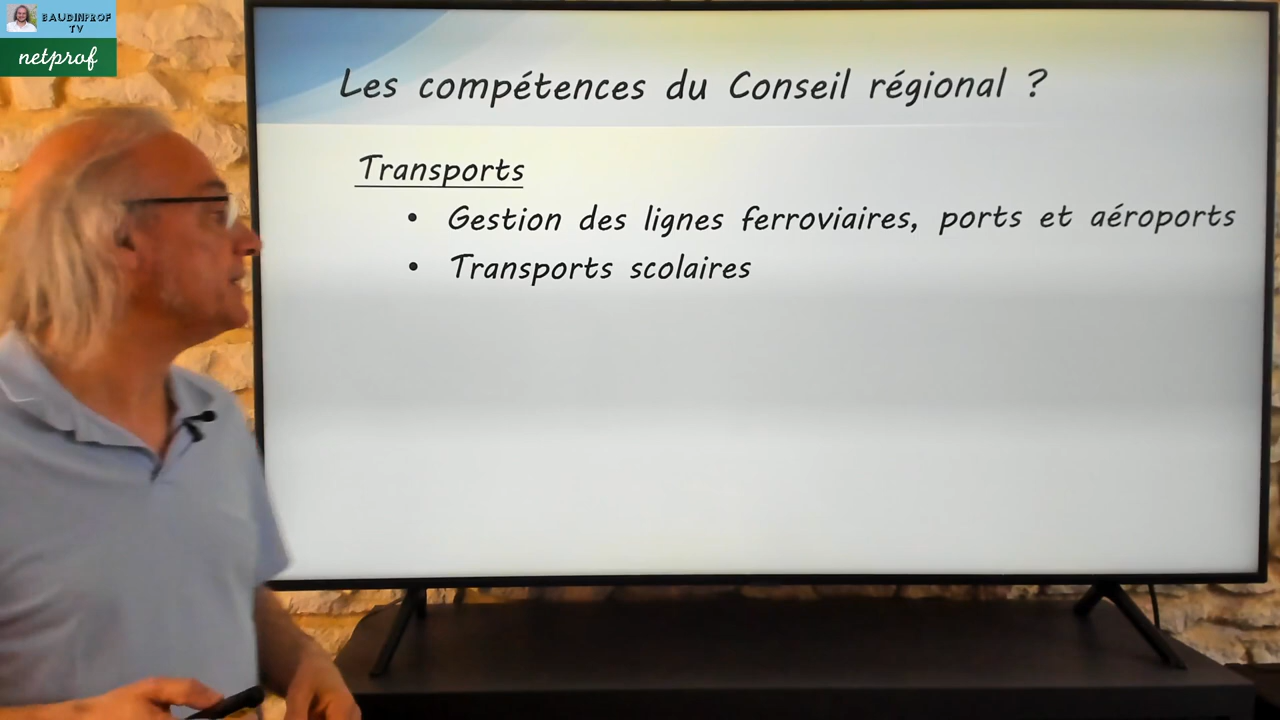 BAUDINPROF
TV
netprof
Les compétences du Conseil régional ?
Transports
• Gestion des lignes ferroviaires, ports et aéroports
• Transports scolaires